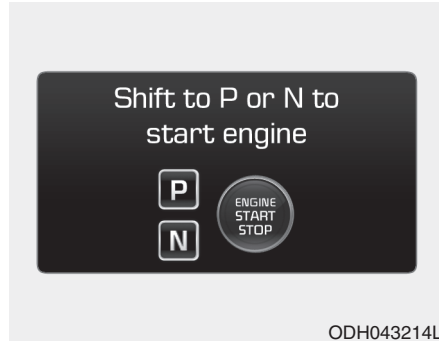 Shift to P or N to
start engine
P
N
ENGINE
START
STOP
ODH043214L